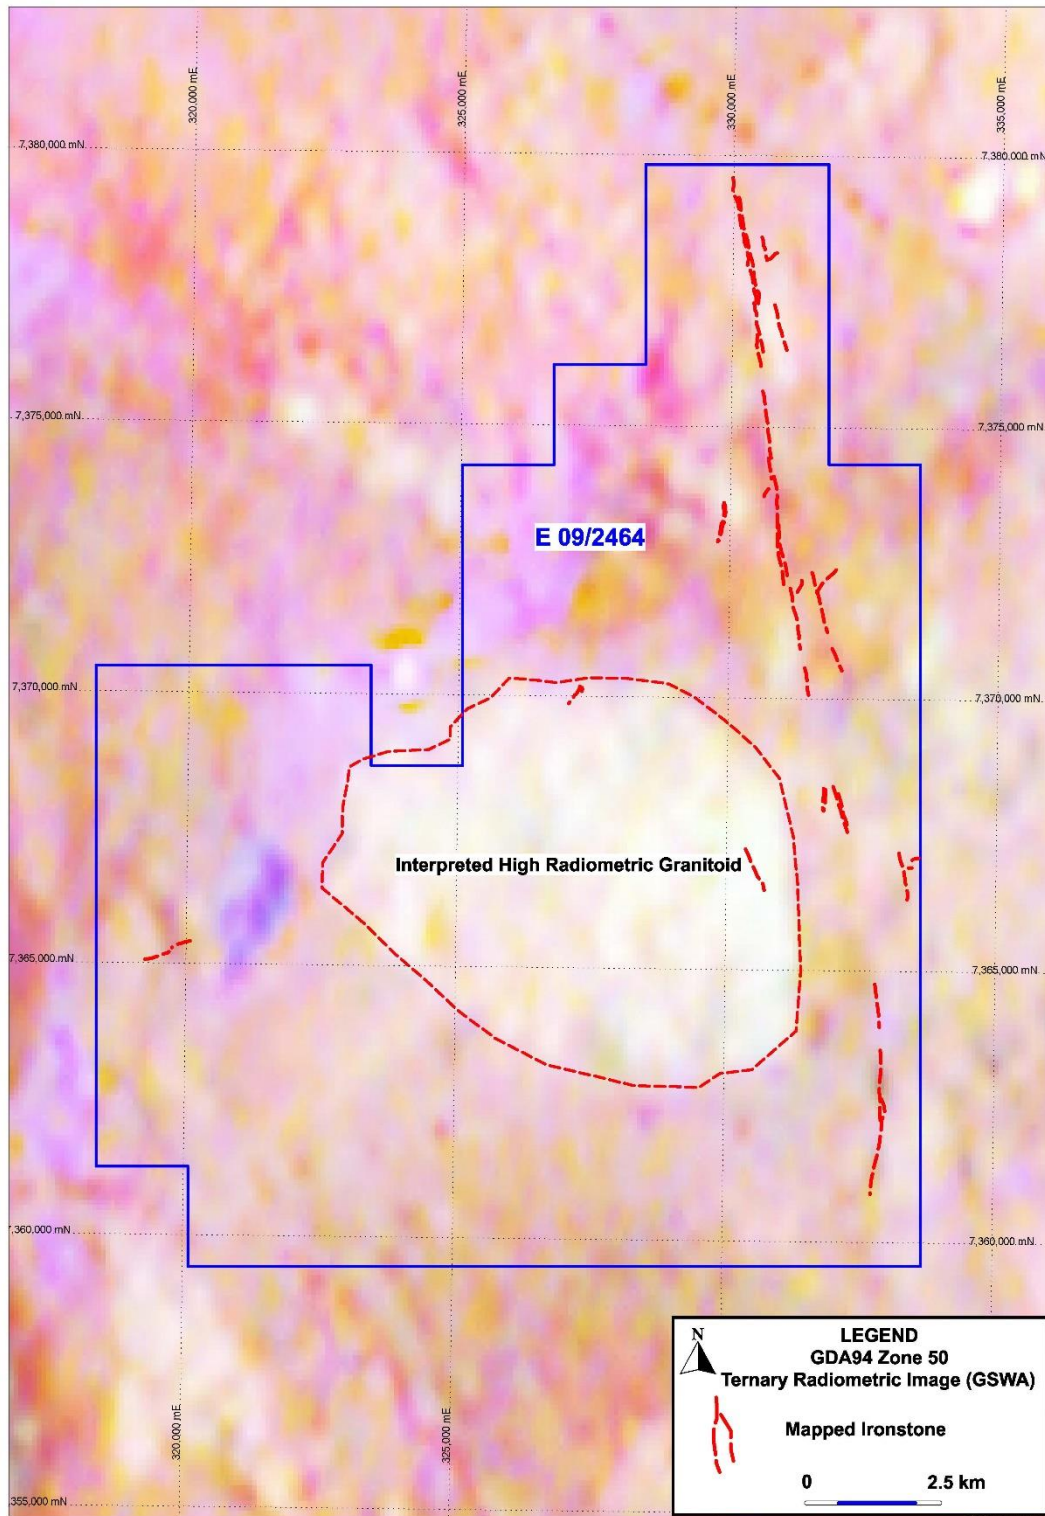 320,000 mE
325,000 mE
330,000 mE
335,000 mE
7,380,000 mN
7,380,000 mN
7,375,000 mN
7,375,000 mN
E 09/2464
7,370,000 mN
7,370,000 mN
Interpreted High Radiometric Granitoid
7,365,000 mN
7,365,000 mN
7,360,000 mN
7,360,000 mN
320,000 mE
325,000 mE
355,000 mN
N
LEGEND
GDA94 Zone 50
Ternary Radiometric Image (GSWA)
Mapped Ironstone
0 2.5 km